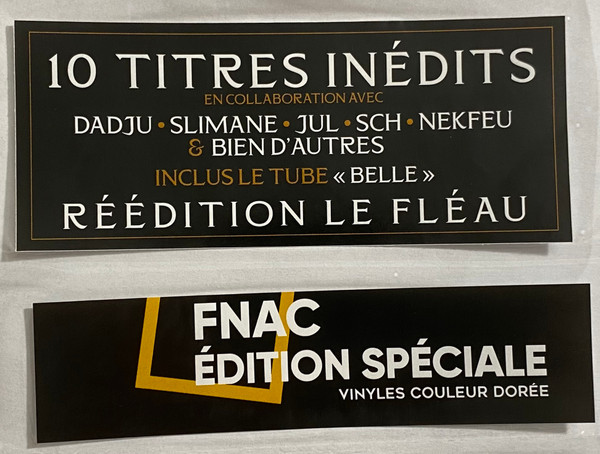 10 TITRES INÉDITS
EN COLLABORATION AVEC
DADJU • SLIMANE • JUL • SCH • NEKFEU
& BIEN D'AUTRES
INCLUS LE TUBE « BELLE »
RÉÉDITION LE FLÉAU
FNAC
ÉDITION SPÉCIALE
VINYLES COULEUR DORÉE